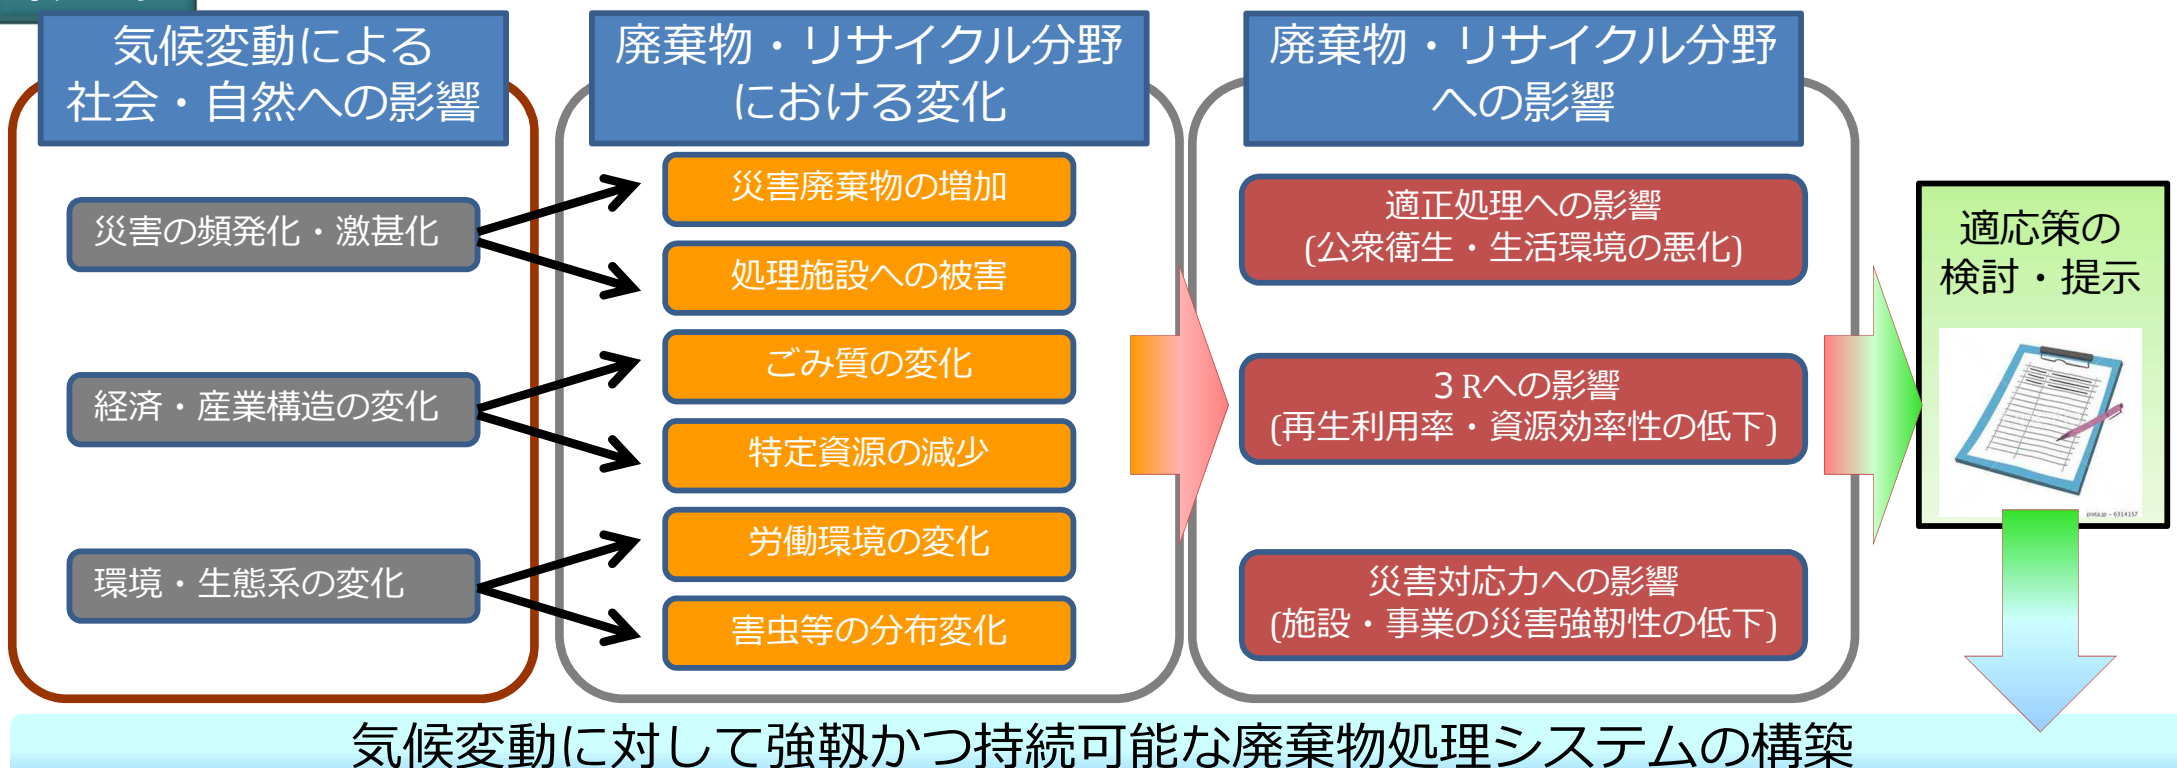 気候変動による
社会・自然への影響
災害の頻発化・激甚化
経済・産業構造の変化
環境・生態系の変化
廃棄物・リサイクル分野
における変化
災害廃棄物の増加
処理施設への被害
ごみ質の変化
特定資源の減少
労働環境の変化
害虫等の分布変化
廃棄物・リサイクル分野
への影響
適正処理への影響
(公衆衛生・生活環境の悪化)
３Rへの影響
(再生利用率・資源効率性の低下)
災害対応力への影響
(施設・事業の災害強靭性の低下)
適応策の
検討・提示
気候変動に対して強靱かつ持続可能な廃棄物処理システムの構築